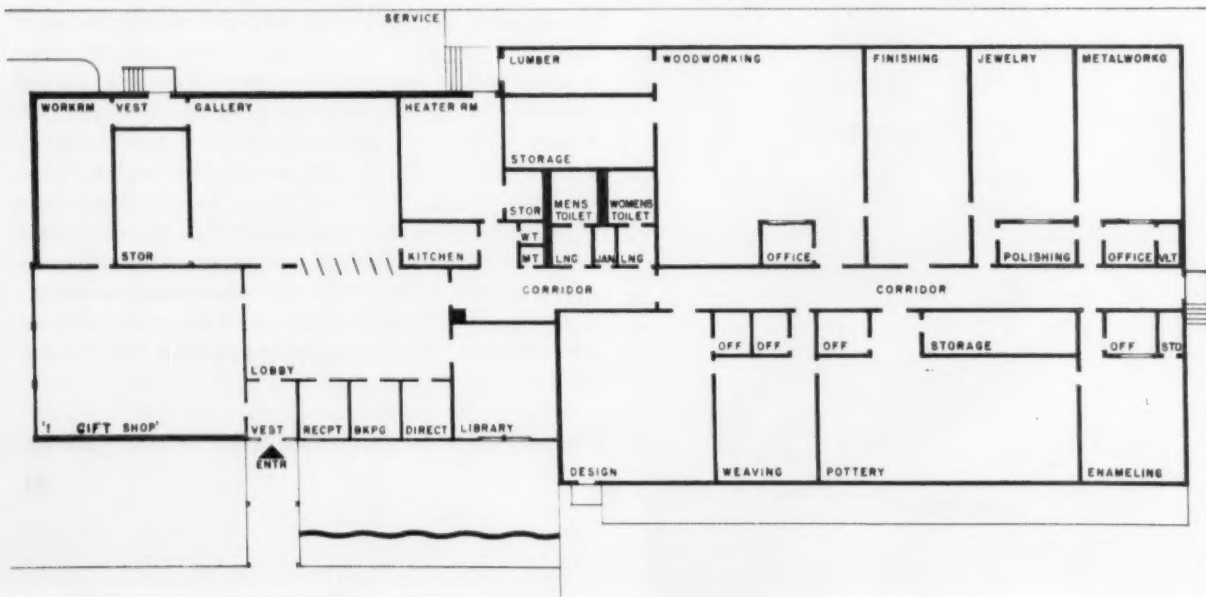 SERVICE
LUMBER
WOODWORKING
FINISHING
JEWELRY
METALWORKG
WORKRM
VEST
GALLERY
HEATER RM
STORAGE
STOR
MENS
TOILET
WOMENS
TOILET
WT
MT
LNG
JAN
LNG
STOR
KITCHEN
OFFICE
POLISHING
OFFICE
VLT
CORRIDOR
CORRIDOR
OFF
OFF
OFF
STORAGE
OFF
STO
LOBBY
'! GIFT SHOP'
VEST
RECPT
BKPG
DIRECT
LIBRARY
ENTR
DESIGN
WEAVING
POTTERY
ENAMELING